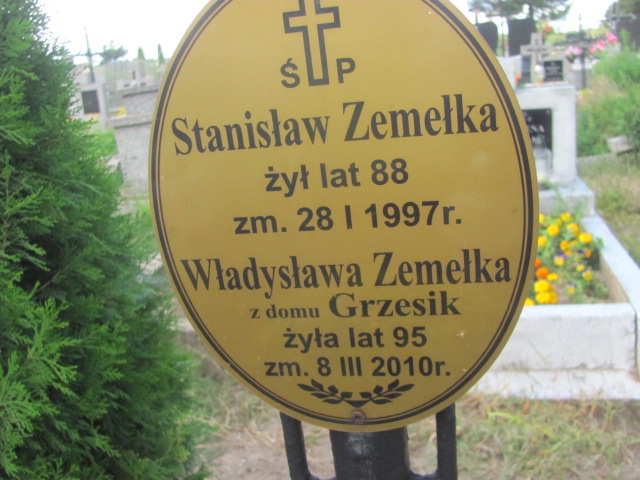 Ś P
Stanisław Zemełka
żył lat 88
zm. 28 I 1997r.
Władysława Zemełka
z domu Grzesik
żyła lat 95
zm. 8 III 2010r.